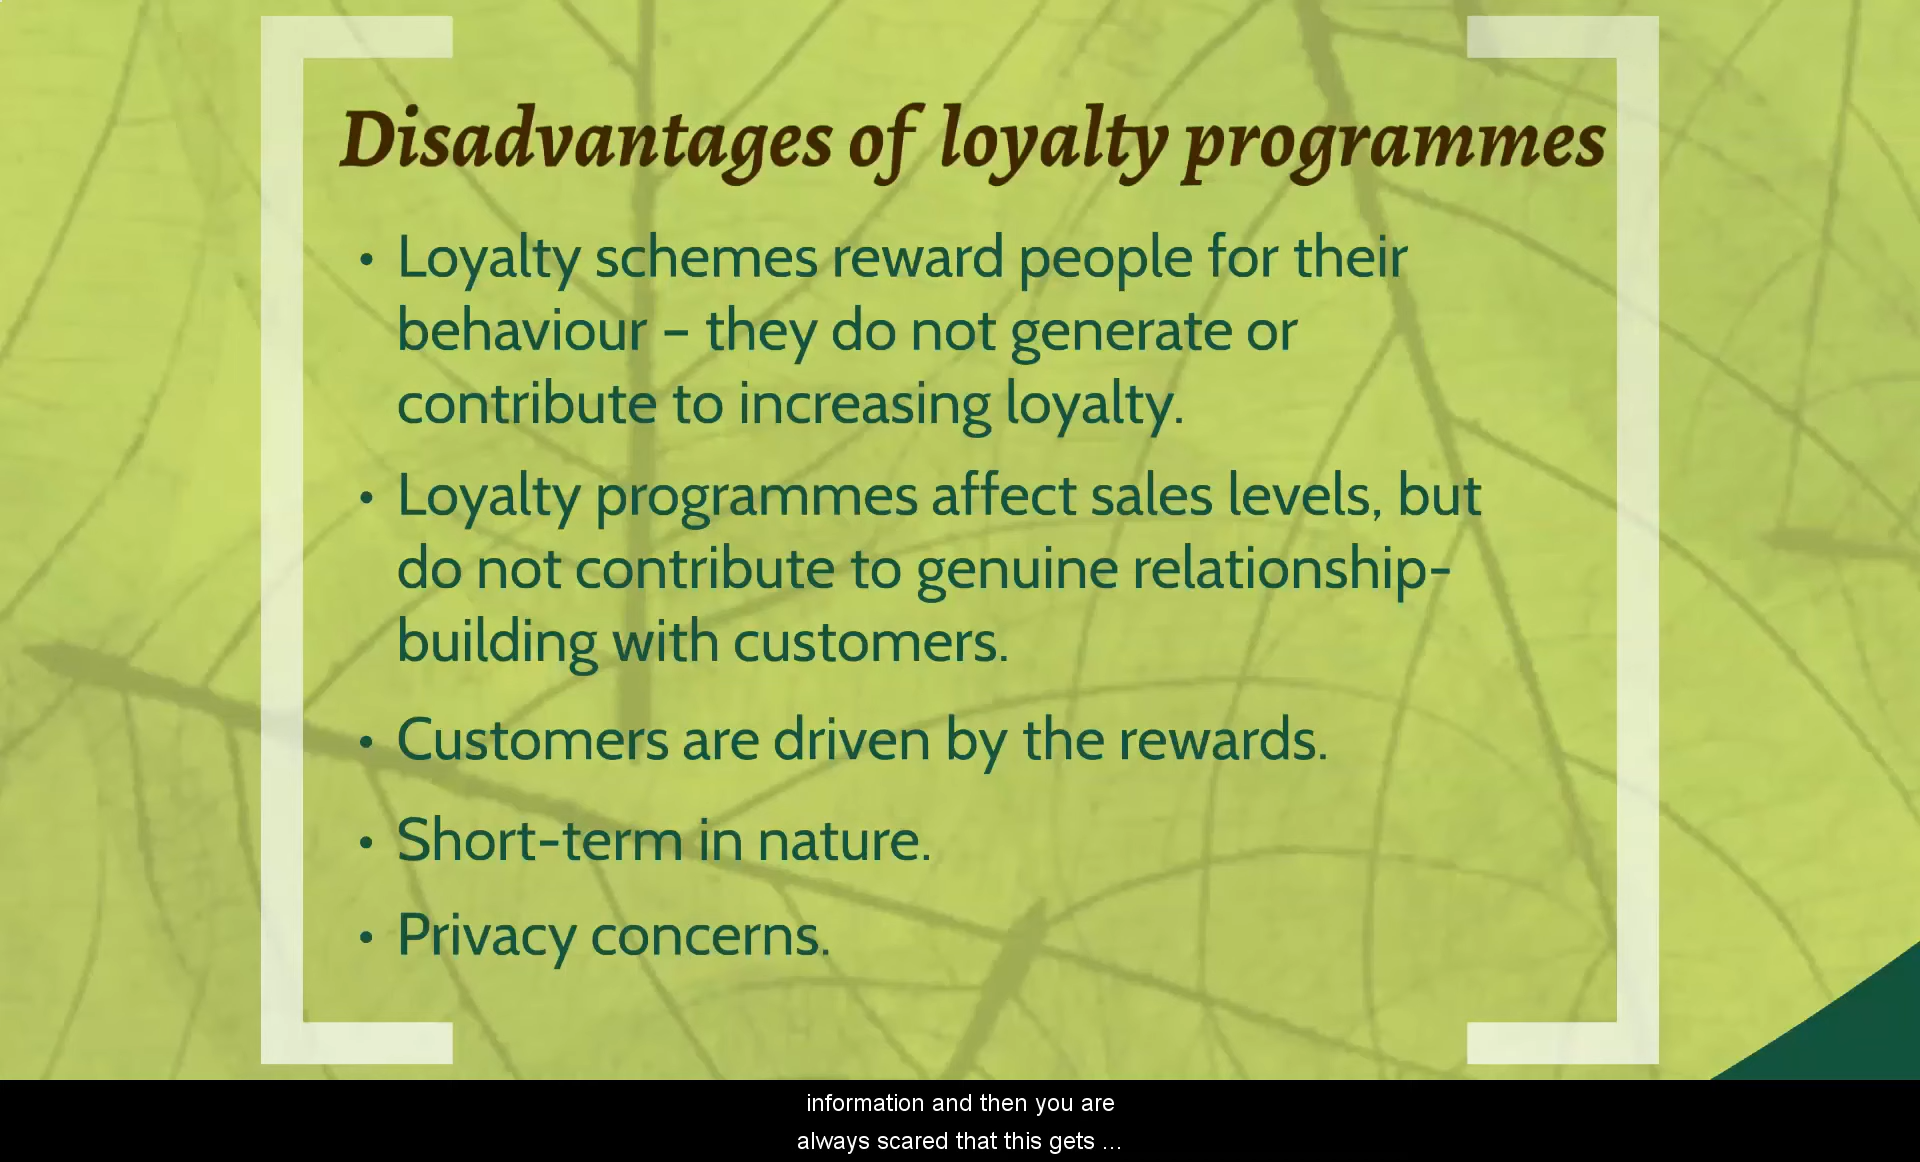 Disadvantages of loyalty programmes
• Loyalty schemes reward people for their
behaviour – they do not generate or
contribute to increasing loyalty.
• Loyalty programmes affect sales levels, but
do not contribute to genuine relationship-
building with customers.
• Customers are driven by the rewards.
• Short-term in nature.
• Privacy concerns.
information and then you are
always scared that this gets ...